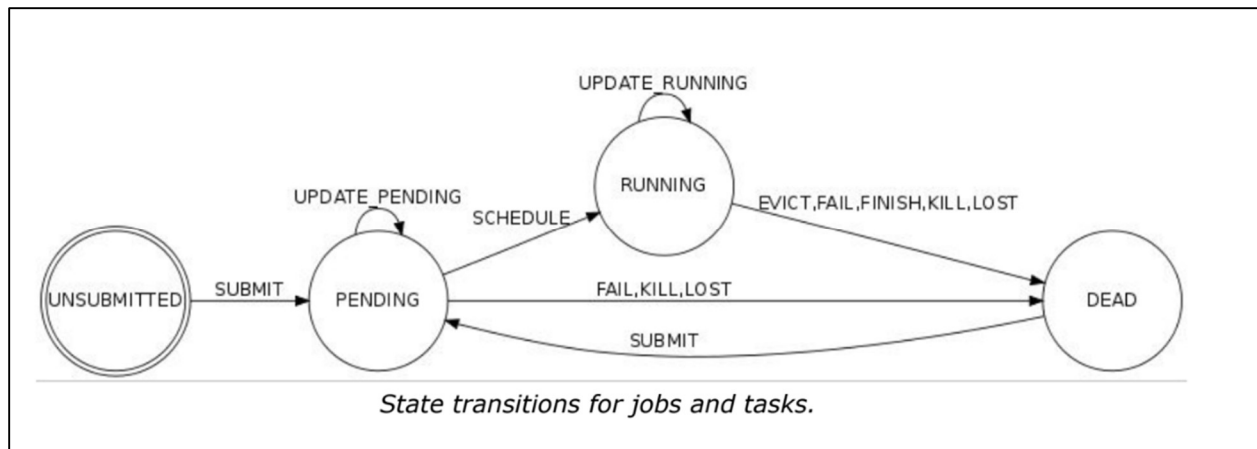 UPDATE_RUNNING
RUNNING
UPDATE_PENDING
SCHEDULE
EVICT,FAIL,FINISH,KILL,LOST
UNSUBMITTED
SUBMIT
PENDING
FAIL,KILL,LOST
DEAD
SUBMIT
State transitions for jobs and tasks.